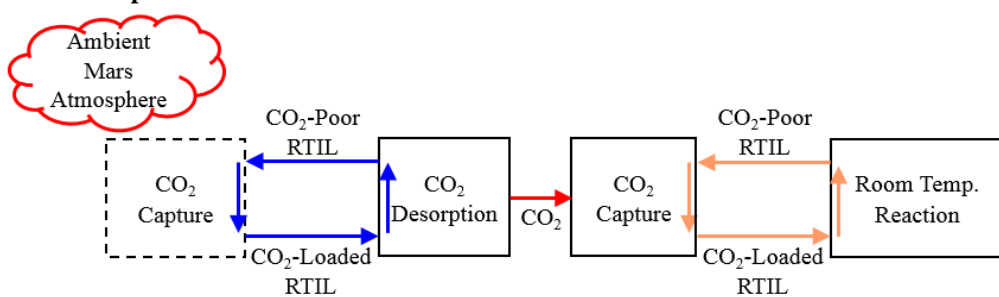 Ambient
Mars
Atmosphere
CO₂-Poor
RTIL
CO₂
Capture
CO₂
Desorption
CO₂-Loaded
RTIL
CO₂
CO₂
Capture
CO₂-Poor
RTIL
Room Temp.
Reaction
CO₂-Loaded
RTIL